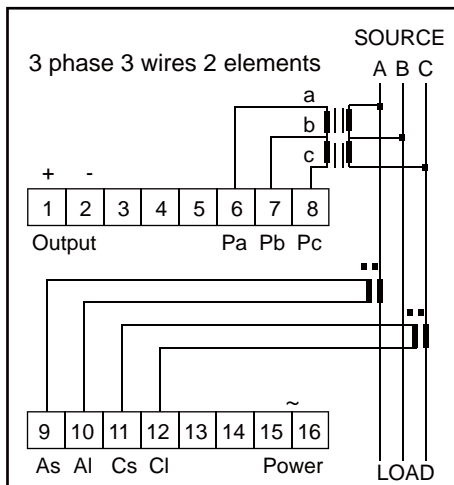 SOURCE
3 phase 3 wires 2 elements
A B C
a
b
c
+ -
1 2 3 4 5 6 7 8
Output Pa Pb Pc
~
9 10 11 12 13 14 15 16
As Al Cs Cl Power
LOAD